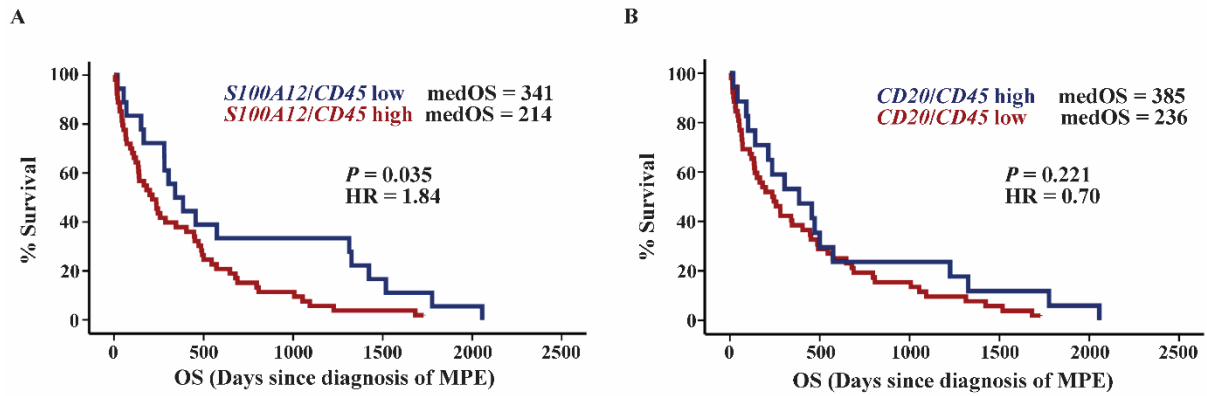 A
S100A12/CD45 low medOS = 341
S100A12/CD45 high medOS = 214
P = 0.035
HR = 1.84
% Survival
100
80
60
40
20
0
0 500 1000 1500 2000 2500
OS (Days since diagnosis of MPE)
B
CD20/CD45 high medOS = 385
CD20/CD45 low medOS = 236
P = 0.221
HR = 0.70
% Survival
100
80
60
40
20
0
0 500 1000 1500 2000 2500
OS (Days since diagnosis of MPE)